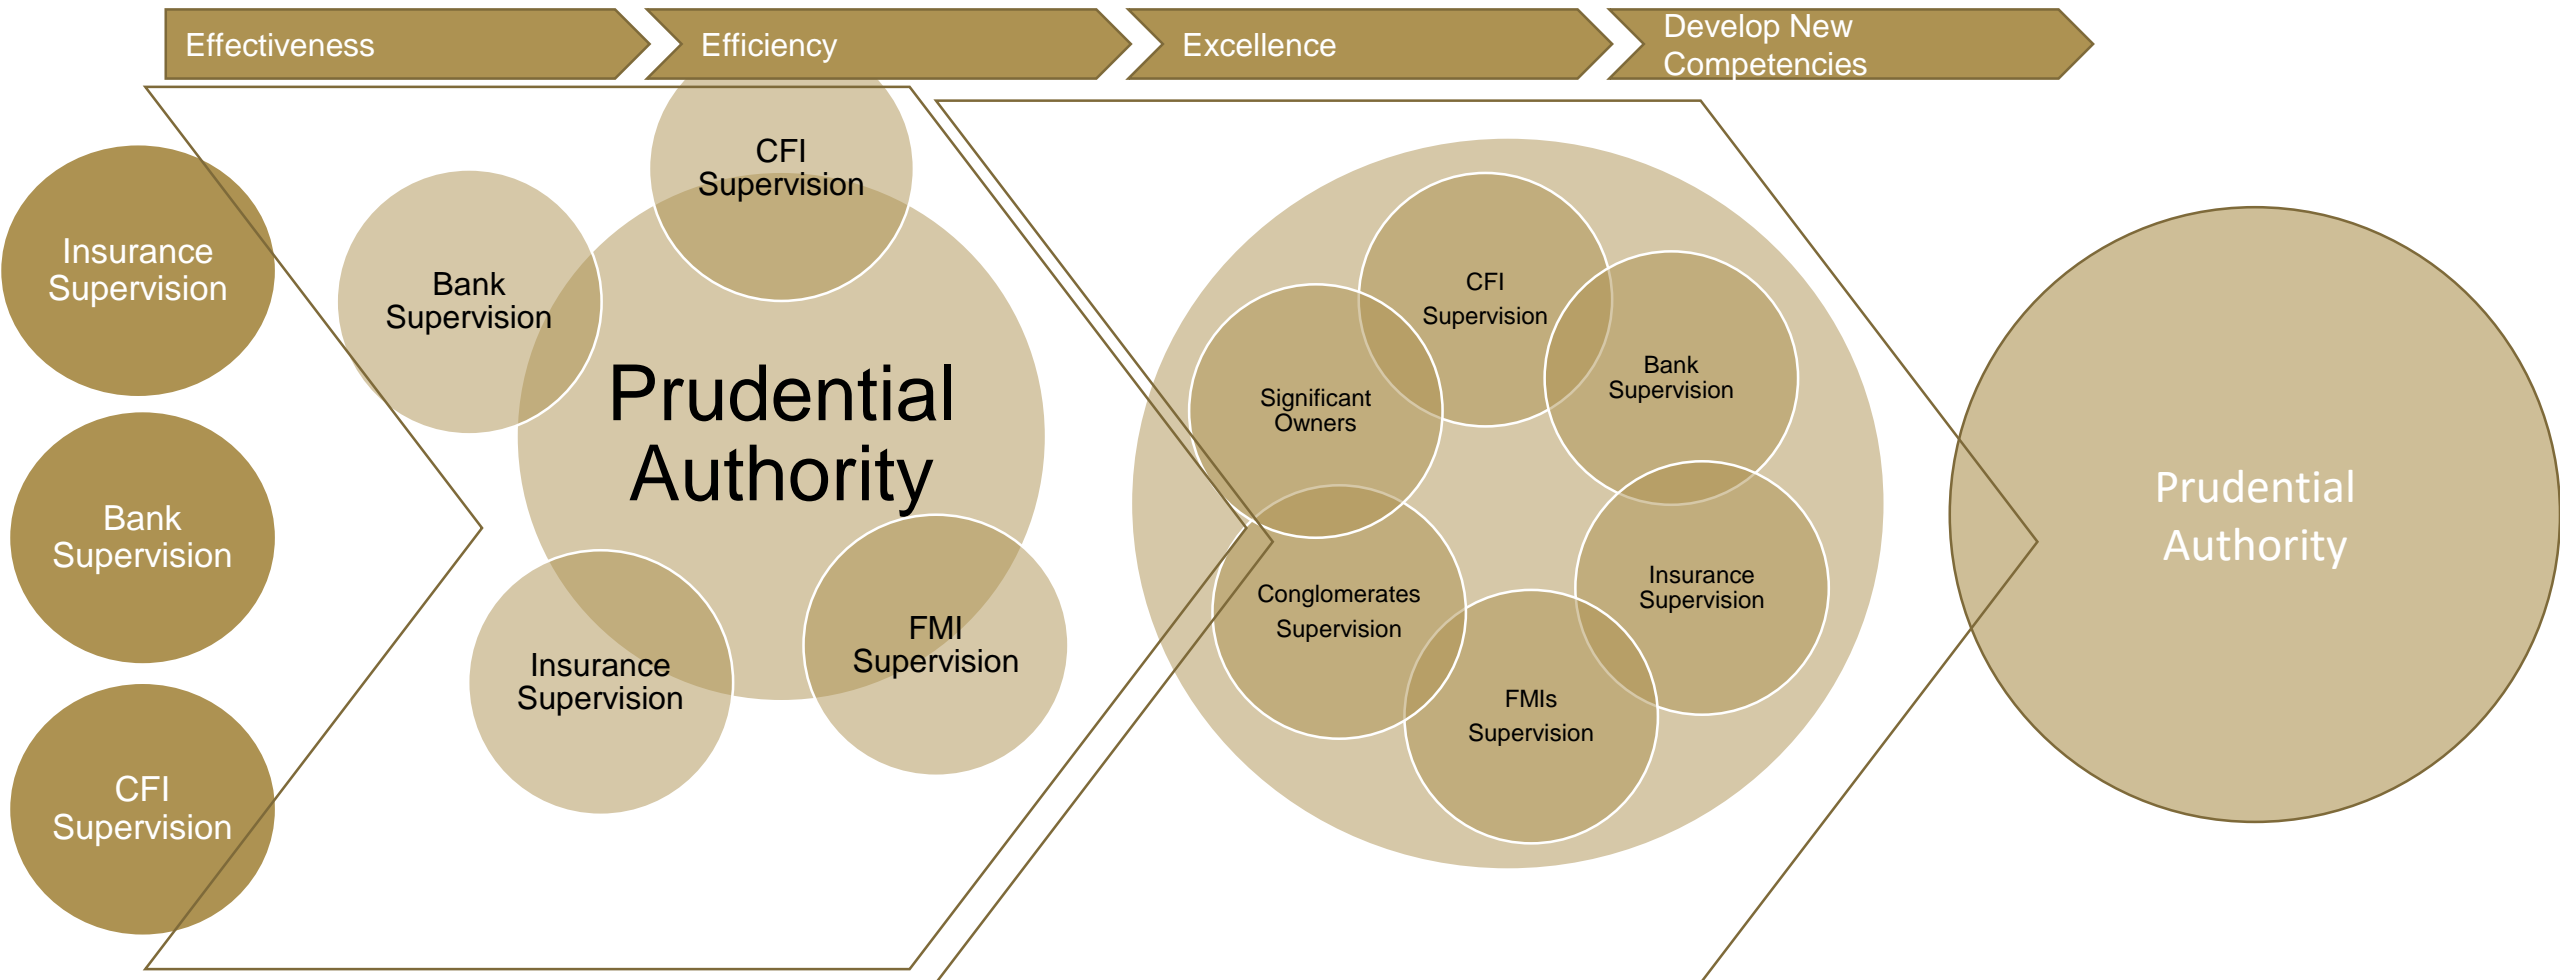 Effectiveness
Efficiency
Excellence
Develop New
Competencies
Insurance
Supervision
Bank
Supervision
CFI
Supervision
CFI
Supervision
Bank
Supervision
Prudential
Authority
Insurance
Supervision
FMI
Supervision
CFI
Supervision
Bank
Supervision
Significant
Owners
Insurance
Supervision
Conglomerates
Supervision
FMIs
Supervision
Prudential
Authority